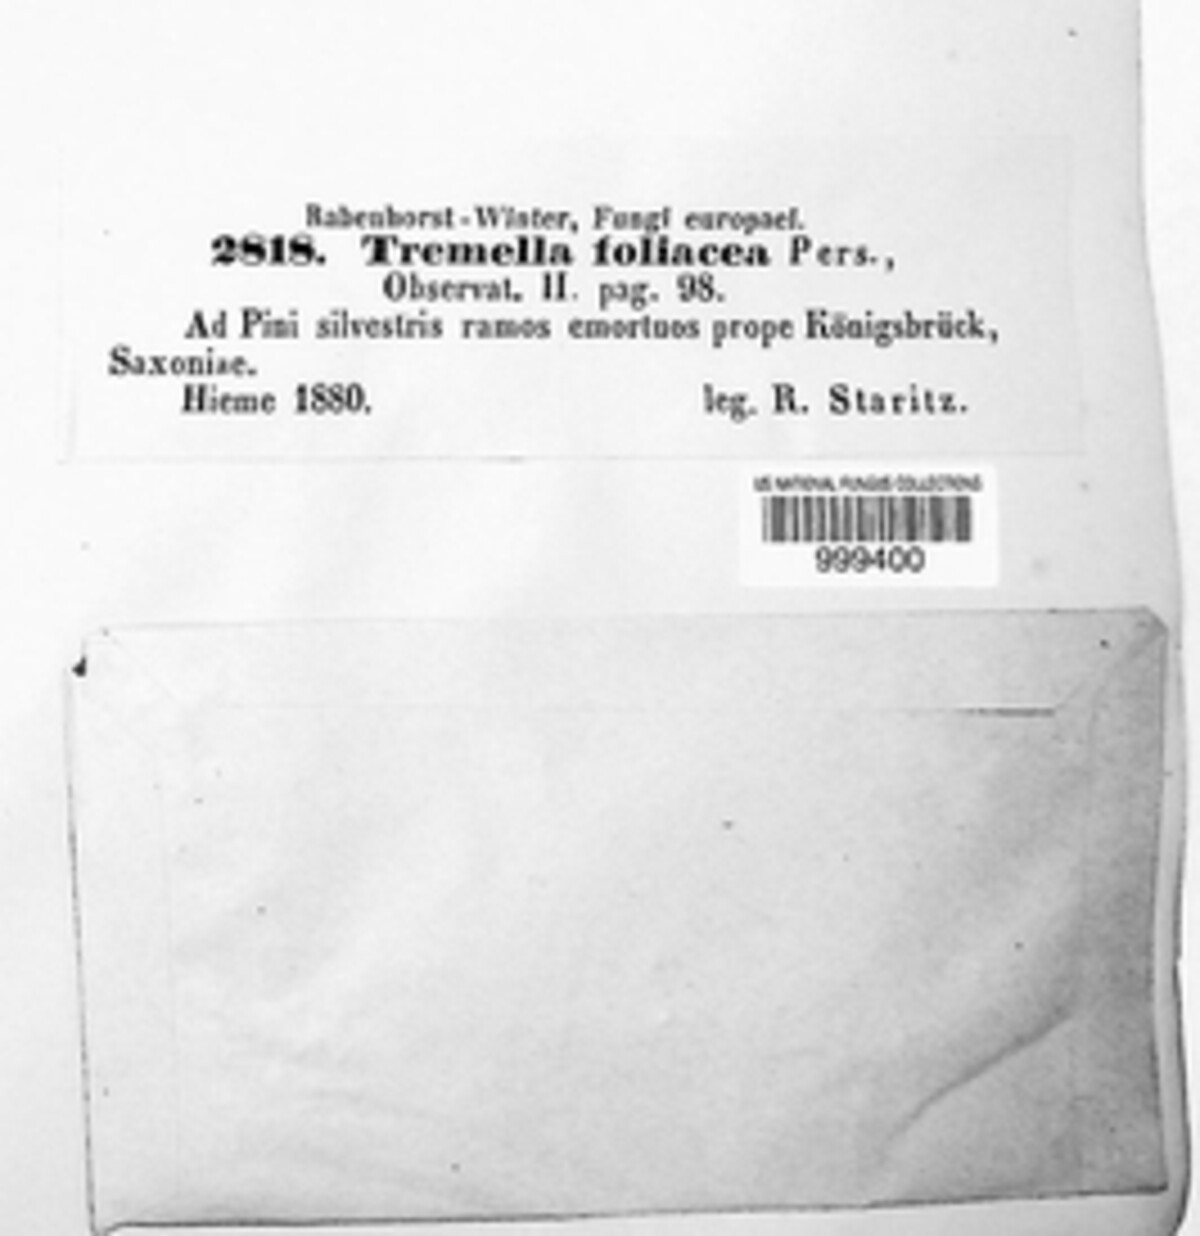 Rabenhorst-Winter, Fungi europaei.
2818. Tremella foliacea Pers.,
Observat. II. pag. 98.
Ad Pini silvestris ramos emortuos prope Königsbrück,
Saxoniae.
Hieme 1880. leg. R. Staritz.
US NATIONAL FUNGUS COLLECTIONS
999400